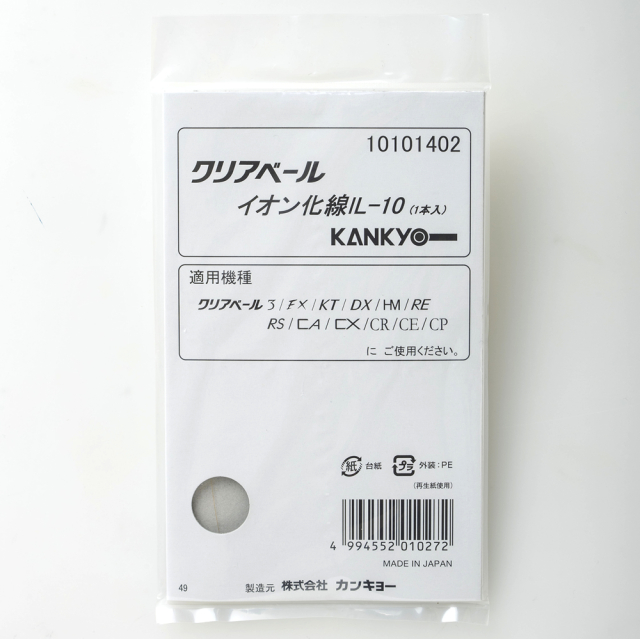 10101402
クリアベール
イオン化線IL-10 (1本入)
KANKYO
適用機種
クリアベール 3/FX/KT/DX/HM/RE
RS/CA/CX/CR/CE/CP
に ご使用ください。
紙 台紙 プラ 外装:PE
(再生紙使用)
4 994552 010272
MADE IN JAPAN
49 製造元 株式会社 カンキョー